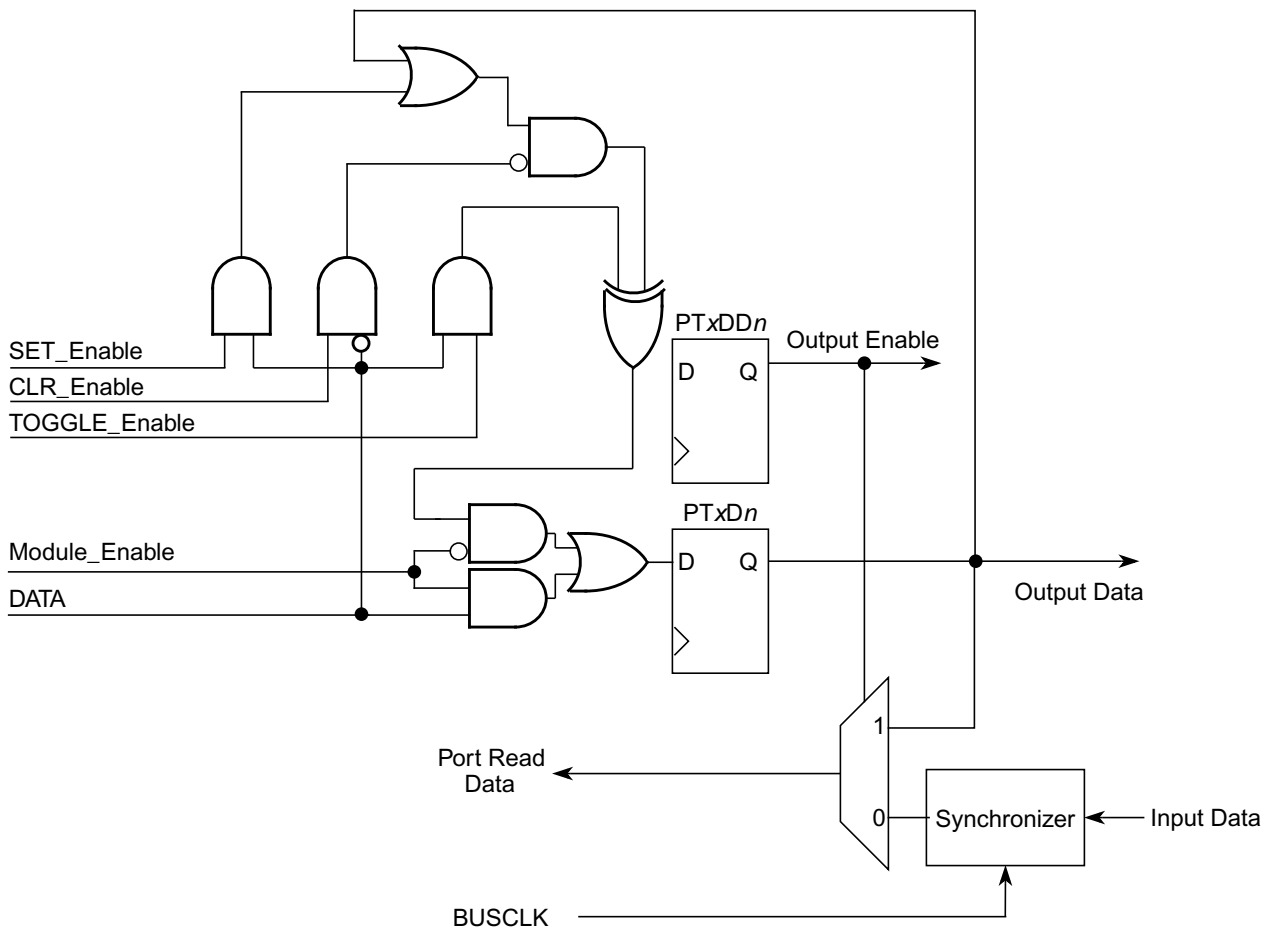 SET_Enable
CLR_Enable
TOGGLE_Enable
PTxDDn
Output Enable
D Q
Module_Enable
DATA
PTxDn
D Q
Output Data
1
Port Read
Data
0
Synchronizer
Input Data
BUSCLK